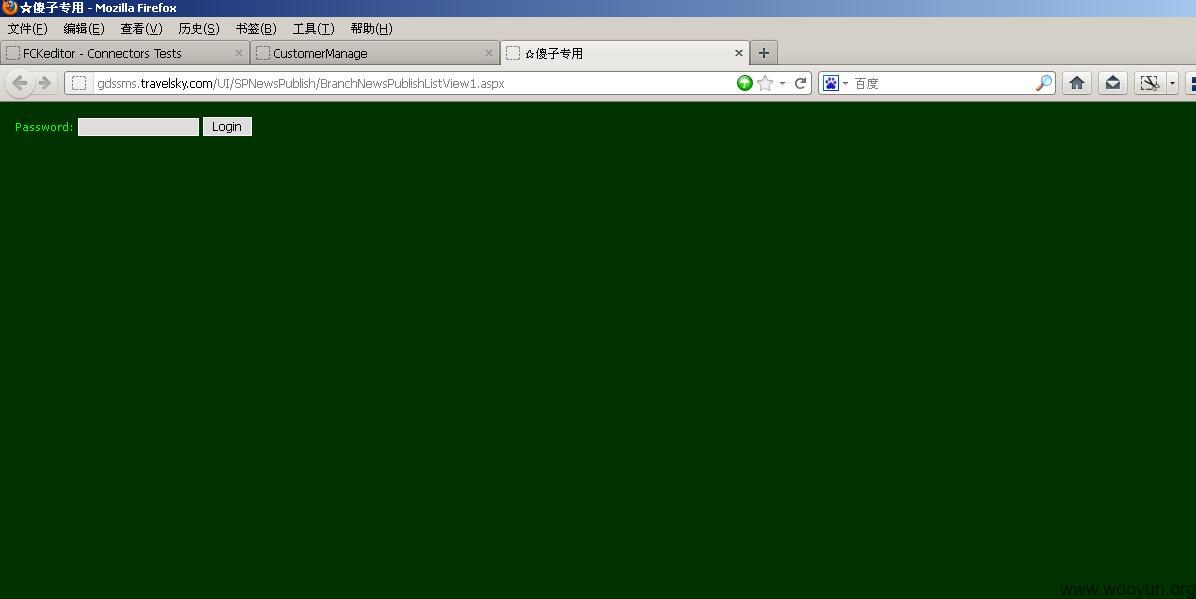 ☆傻子专用 - Mozilla Firefox
文件(F) 编辑(E) 查看(V) 历史(S) 书签(B) 工具(T) 帮助(H)
FCKeditor - Connectors Tests CustomerManage ☆傻子专用
gdssms.travelsky.com/UI/SPNewsPublish/BranchNewsPublishListView1.aspx 百度
Password: Login
www.wooyun.org